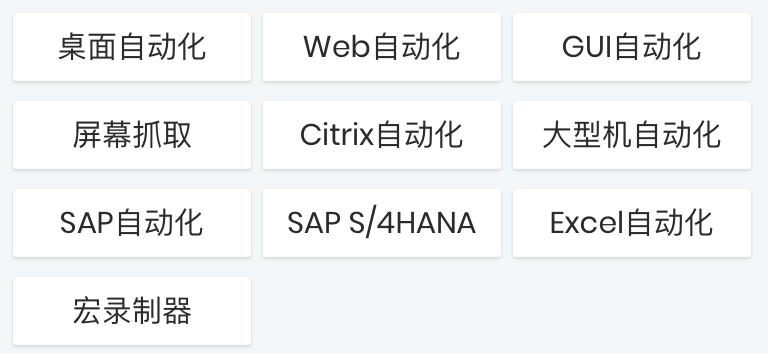 桌面自动化
Web自动化
GUI自动化
屏幕抓取
Citrix自动化
大型机自动化
SAP自动化
SAP S/4HANA
Excel自动化
宏录制器